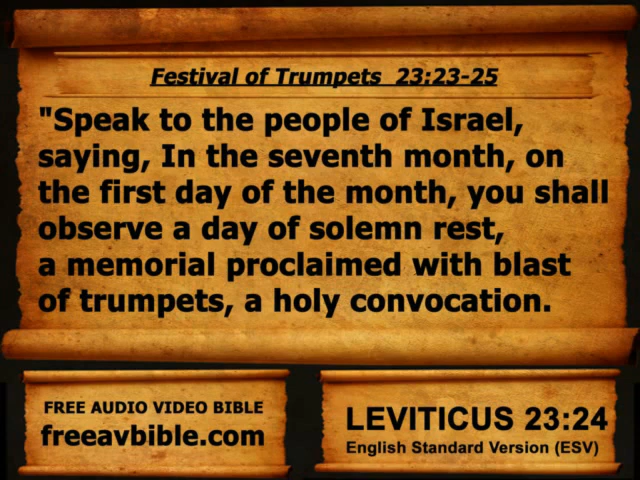 Festival of Trumpets 23:23-25
"Speak to the people of Israel,
saying, In the seventh month, on
the first day of the month, you shall
observe a day of solemn rest,
a memorial proclaimed with blast
of trumpets, a holy convocation.
FREE AUDIO VIDEO BIBLE
freeavbible.com
LEVITICUS 23:24
English Standard Version (ESV)